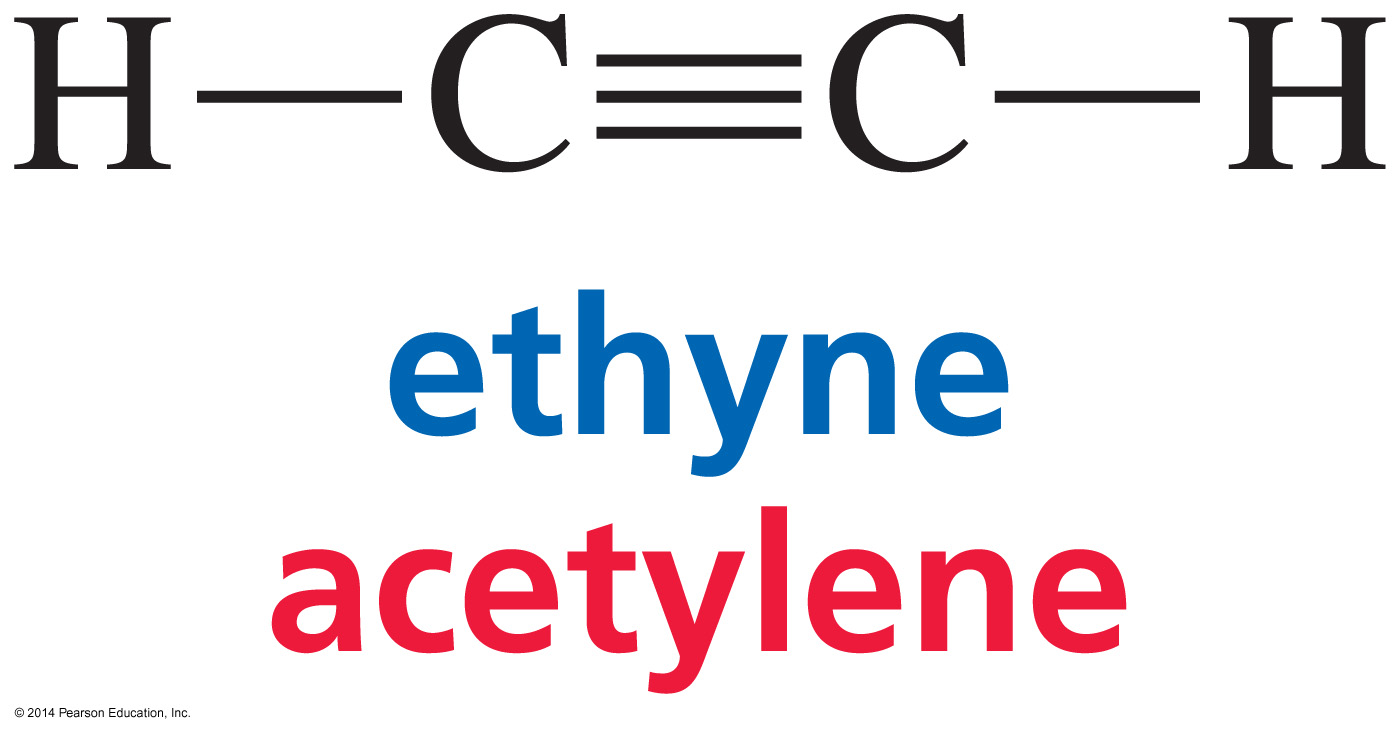 H—C≡C—H
ethyne
acetylene
© 2014 Pearson Education, Inc.